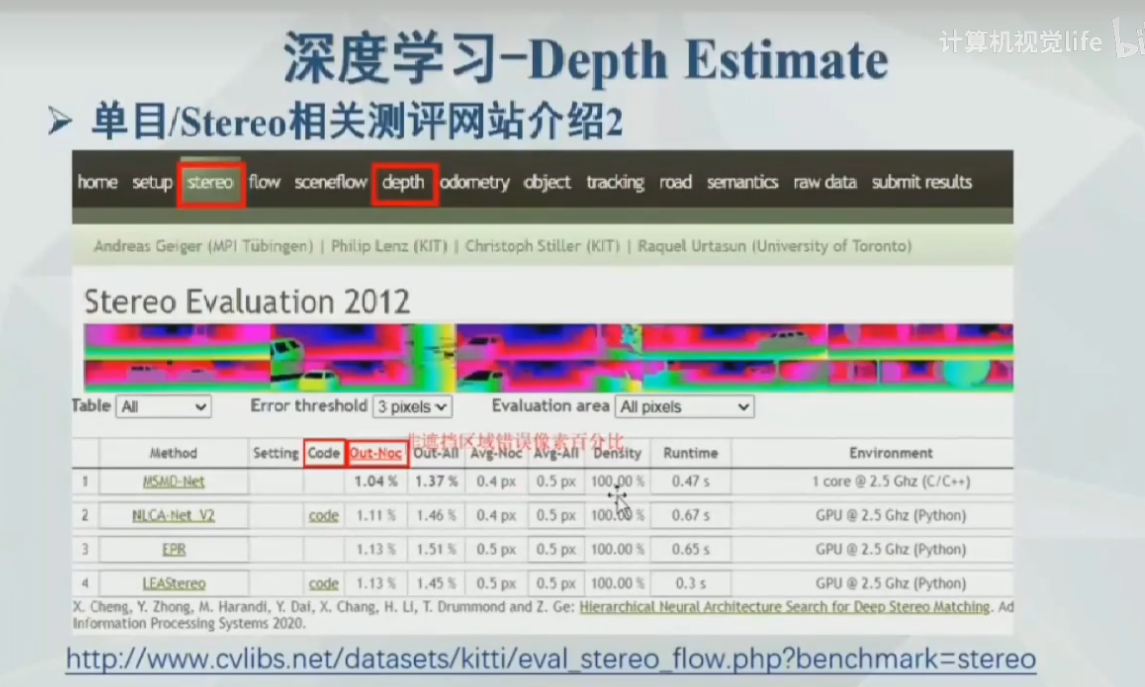 计算机视觉life
深度学习-Depth Estimate
➢ 单目/Stereo相关测评网站介绍2
home setup stereo flow sceneflow depth odometry object tracking road semantics raw data submit results
Andreas Geiger (MPI Tübingen) | Philip Lenz (KIT) | Christoph Stiller (KIT) | Raquel Urtasun (University of Toronto)
Stereo Evaluation 2012
Table All Error threshold 3 pixels Evaluation area All pixels
非遮挡区域错误像素百分比
Method Setting Code Out-Noc Out-All Avg-Noc Avg-All Density Runtime Environment
1 MSMD-Net 1.04 % 1.37 % 0.4 px 0.5 px 100.00 % 0.47 s 1 core @ 2.5 Ghz (C/C++)
2 NLCA-Net V2 code 1.11 % 1.46 % 0.4 px 0.5 px 100.00 % 0.67 s GPU @ 2.5 Ghz (Python)
3 EPR 1.13 % 1.51 % 0.5 px 0.5 px 100.00 % 0.65 s GPU @ 2.5 Ghz (Python)
4 LEAStereo code 1.13 % 1.45 % 0.5 px 0.5 px 100.00 % 0.3 s GPU @ 2.5 Ghz (Python)
X. Cheng, Y. Zhong, M. Harandi, Y. Dai, X. Chang, H. Li, T. Drummond and Z. Ge: Hierarchical Neural Architecture Search for Deep Stereo Matching. Ad
Information Processing Systems 2020.
http://www.cvlibs.net/datasets/kitti/eval_stereo_flow.php?benchmark=stereo